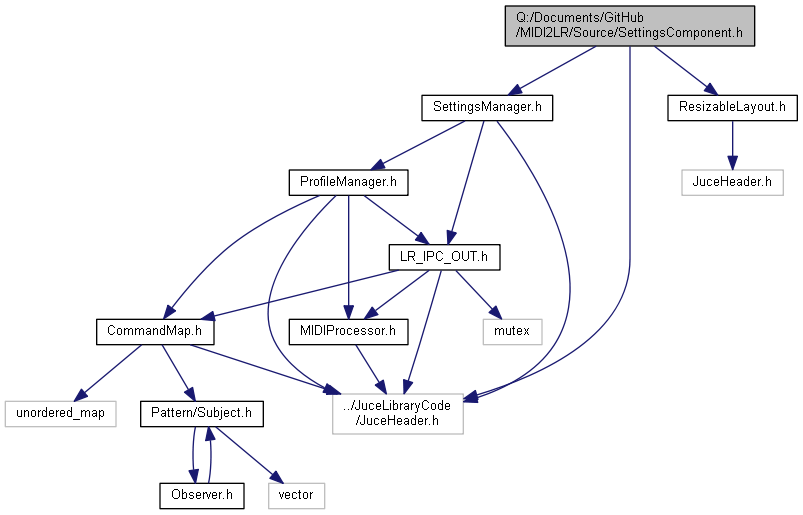 Q:/Documents/GitHub
/MIDI2LR/Source/SettingsComponent.h
SettingsManager.h
ResizableLayout.h
ProfileManager.h
JuceHeader.h
LR_IPC_OUT.h
CommandMap.h
MIDIProcessor.h
mutex
unordered_map
Pattern/Subject.h
../JuceLibraryCode
/JuceHeader.h
Observer.h
vector